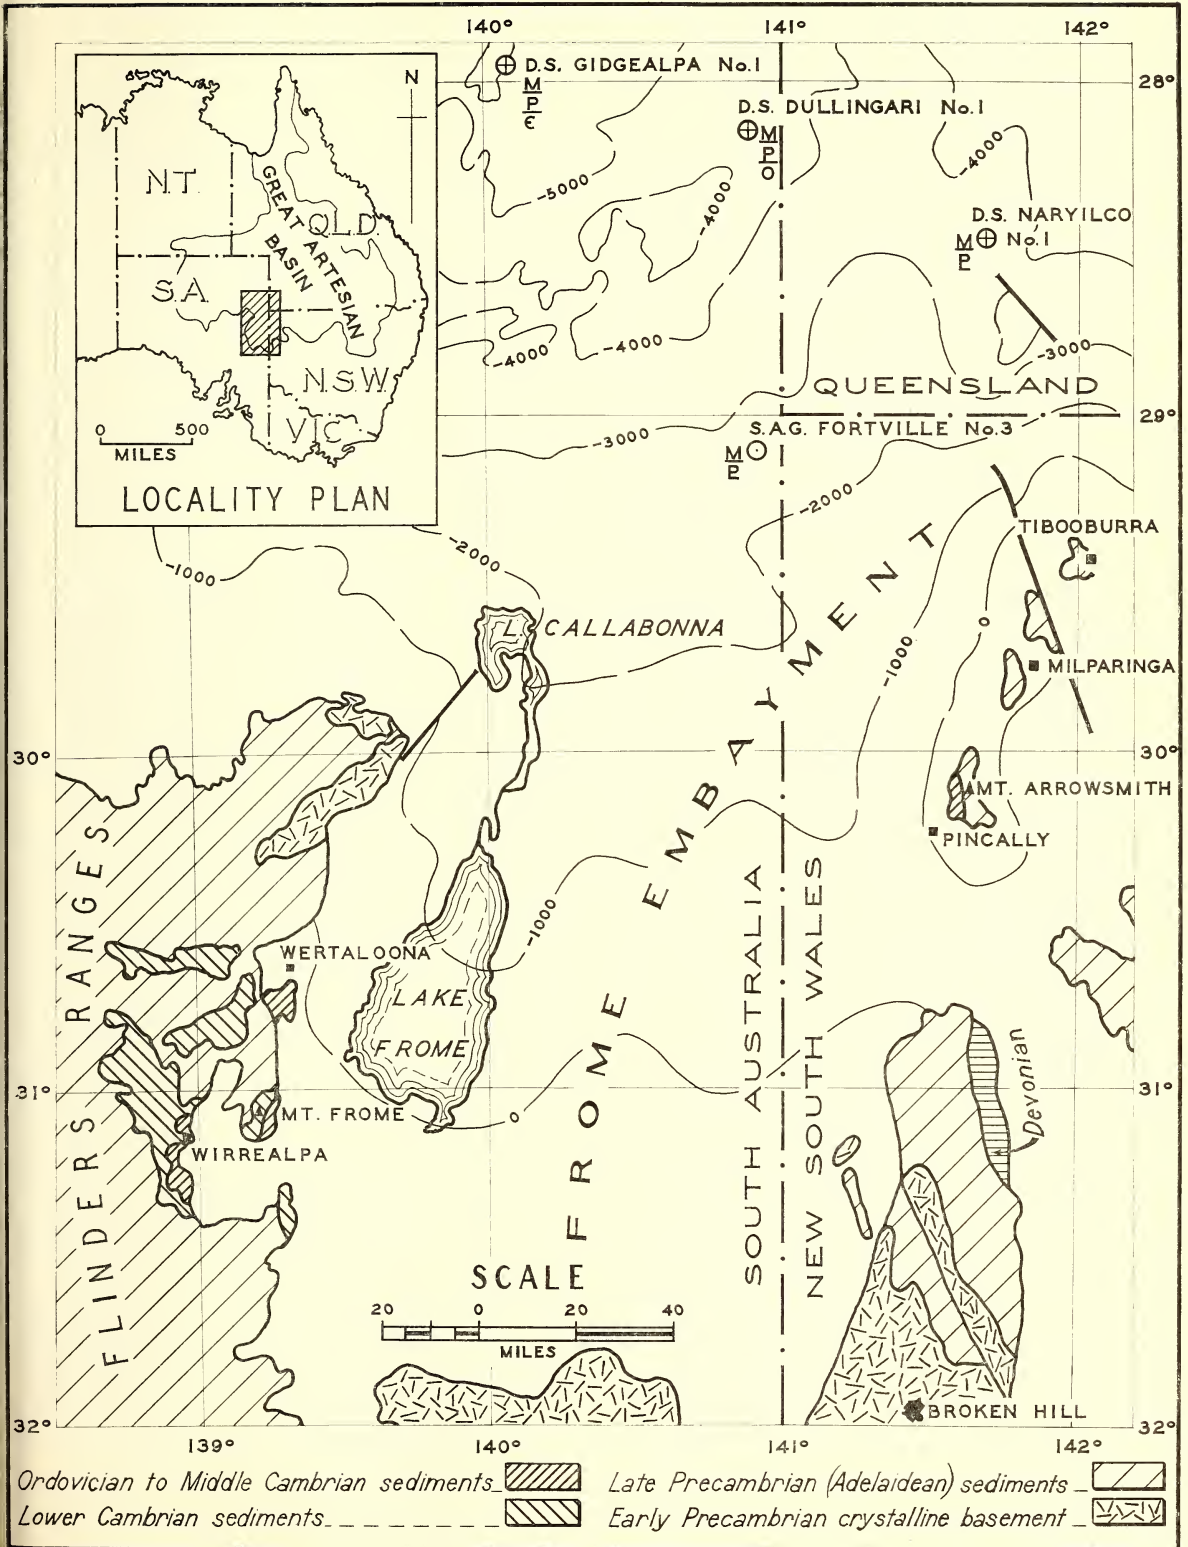 140° 141° 142°
N
N.T.
QLD.
S.A.
N.S.W.
VIC.
GREAT ARTESIAN
BASIN
0 500
MILES
LOCALITY PLAN
D.S. GIDGEALPA No.1
M
P
Є
D.S. DULLINGARI No.1
M
P
O
28°
-4000
-5000
-4000
D.S. NARYILCO
No.1
M
P
-4000
-4000
-3000
QUEENSLAND
29°
-3000
S.A.G. FORTVILLE No.3
M
P
-2000
-2000
-1000
TIBOOBURRA
L. CALLABONNA
0
-1000
MILPARINGA
30°
30°
MT. ARROWSMITH
PINCALLY
FROME EMBAYMENT
FLINDERS RANGES
WERTALOONA
-1000
LAKE
FROME
SOUTH AUSTRALIA
NEW SOUTH WALES
31°
31°
Devonian
MT. FROME
0
WIRREALPA
SCALE
20 0 20 40
MILES
BROKEN HILL
32°
32°
139° 140° 141° 142°
Ordovician to Middle Cambrian sediments
Late Precambrian (Adelaidean) sediments
Lower Cambrian sediments
Early Precambrian crystalline basement